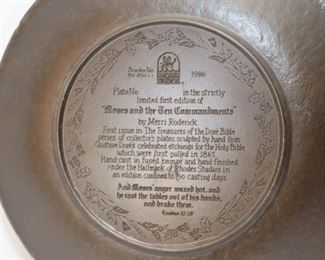 Bradex No.
1986
Plate No in the strictly
limited first edition of
"Moses and the Ten Commandments"
by Merri Roderick
First issue in The Treasures of the Doré Bible
series of collector's plates sculpted by hand from
Gustave Doré's celebrated etchings for the Holy Bible
which were first pulled in 1865.
Hand cast in fused bronze and hand finished
under the Hallmark of Rhodes Studios in
an edition confined to casting days.
And Moses' anger waxed hot, and
he cast the tables out of his hands,
and brake them.
Exodus 32:19